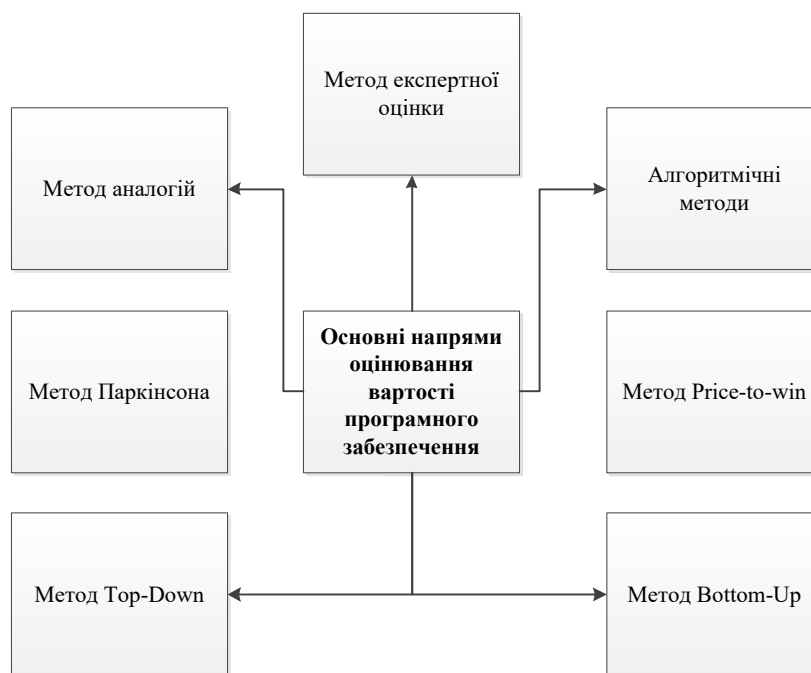 Метод експертної
оцінки
Метод аналогій
Алгоритмічні
методи
Основні напрями
оцінювання
вартості
програмного
забезпечення
Метод Паркінсона
Метод Price-to-win
Метод Top-Down
Метод Bottom-Up